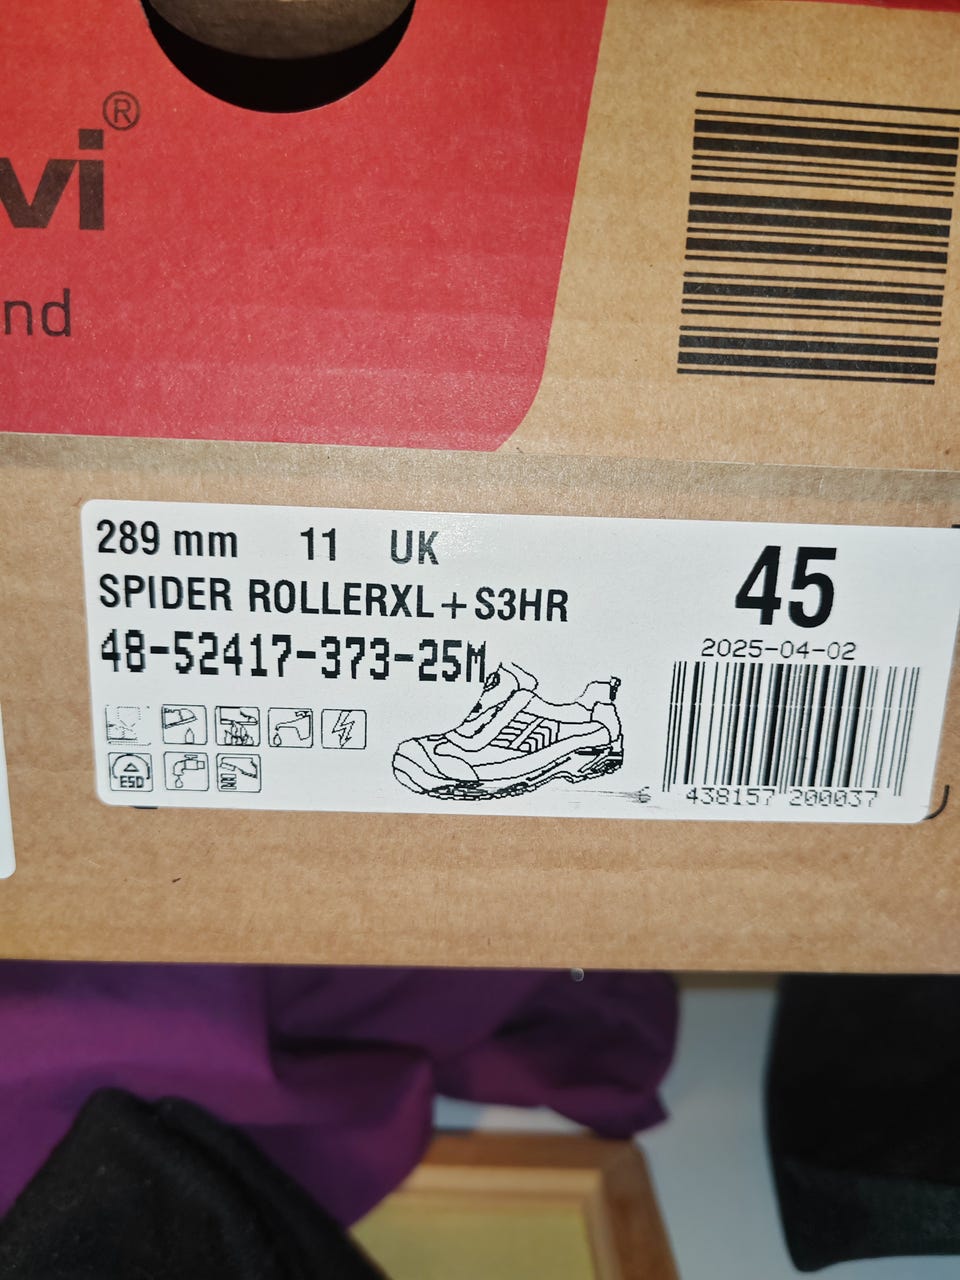 vi®
nd
289 mm 11 UK
SPIDER ROLLERXL+S3HR
48-52417-373-25M
45
2025-04-02
ESD
438157 200037